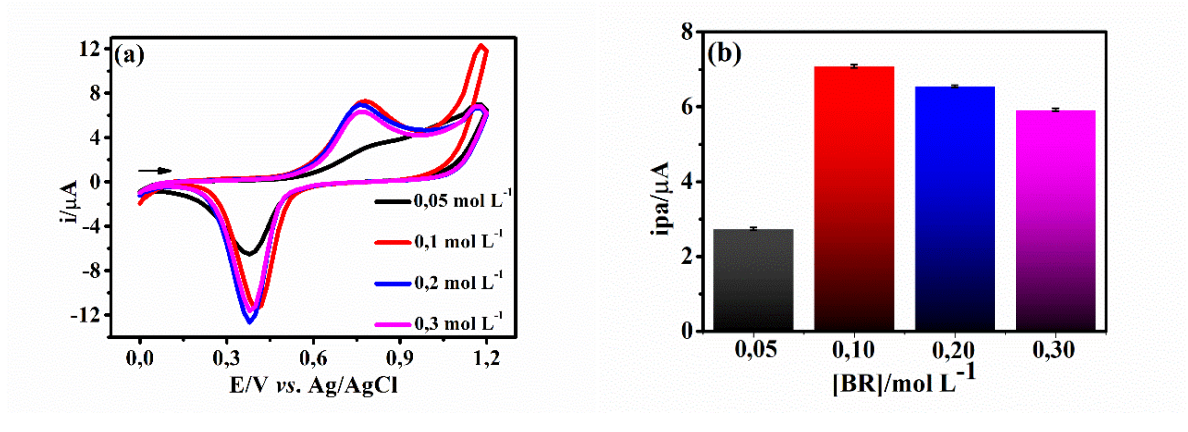 (a)
12
8
4
0
-4
-8
-12
i/µA
0,05 mol L⁻¹
0,1 mol L⁻¹
0,2 mol L⁻¹
0,3 mol L⁻¹
0,0 0,3 0,6 0,9 1,2
E/V vs. Ag/AgCl
(b)
8
6
4
2
0
ipa/µA
0,05 0,10 0,20 0,30
[BR]/mol L⁻¹